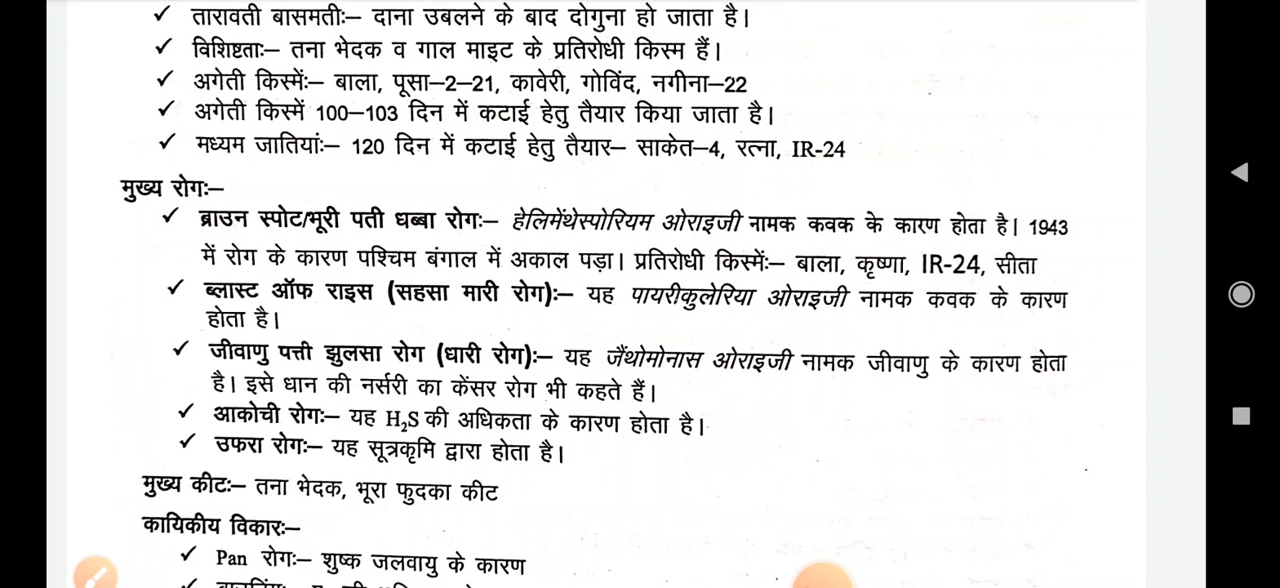 ✓ तारावती बासमतीः– दाना उबलने के बाद दोगुना हो जाता है।
✓ विशिष्टताः– तना भेदक व गाल माइट के प्रतिरोधी किस्म हैं।
✓ अगेती किस्मेंः– बाला, पूसा–2–21, कावेरी, गोविंद, नगीना–22
✓ अगेती किस्में 100–103 दिन में कटाई हेतु तैयार किया जाता है।
✓ मध्यम जातियांः– 120 दिन में कटाई हेतु तैयार– साकेत–4, रत्ना, IR-24
मुख्य रोगः–
✓ ब्राउन स्पोट/भूरी पती धब्बा रोगः– हेलिमेंथेस्पोरियम ओराइजी नामक कवक के कारण होता है। 1943
में रोग के कारण पश्चिम बंगाल में अकाल पड़ा। प्रतिरोधी किस्मेंः– बाला, कृष्णा, IR-24, सीता
✓ ब्लास्ट ऑफ राइस (सहसा मारी रोग)ः– यह पायरीकुलेरिया ओराइजी नामक कवक के कारण
होता है।
✓ जीवाणु पत्ती झुलसा रोग (धारी रोग)ः– यह जैंथोमोनास ओराइजी नामक जीवाणु के कारण होता
है। इसे धान की नर्सरी का केंसर रोग भी कहते हैं।
✓ आकोची रोगः– यह H₂S की अधिकता के कारण होता है।
✓ उफरा रोगः– यह सूत्रकृमि द्वारा होता है।
मुख्य कीटः– तना भेदक, भूरा फुदका कीट
कायिकीय विकारः–
✓ Pan रोगः– शुष्क जलवायु के कारण